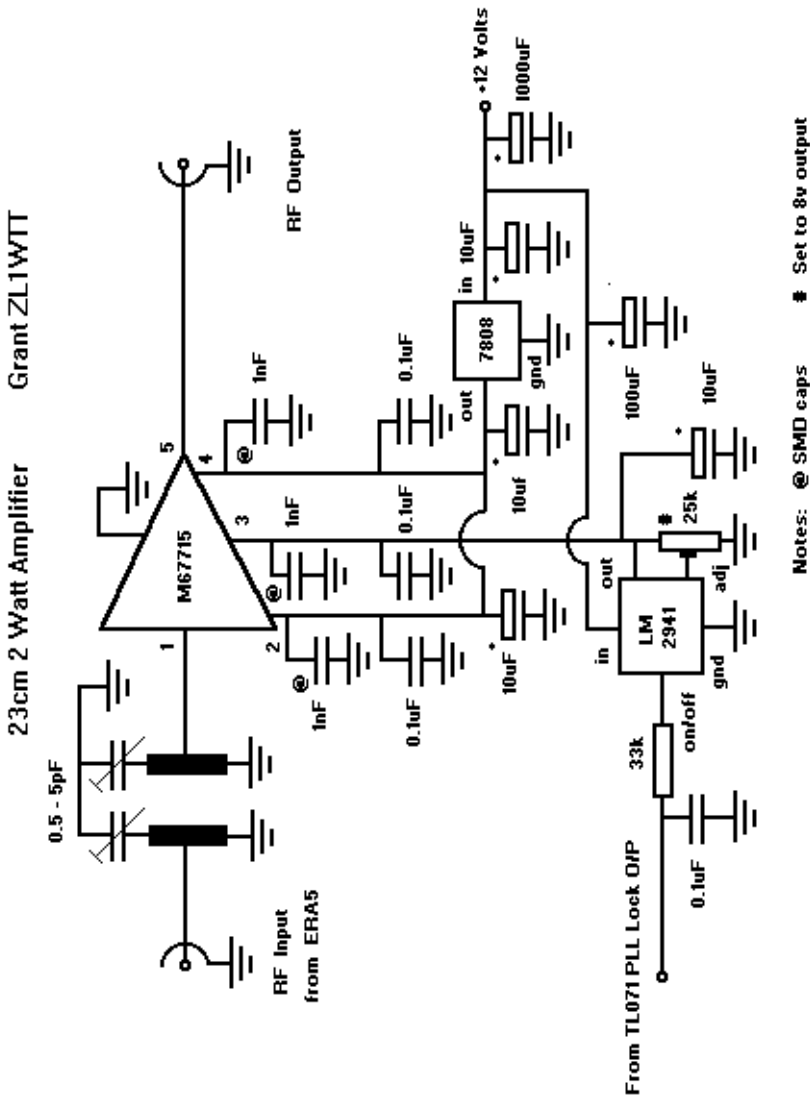 23cm 2 Watt Amplifier Grant ZL1WTT
0.5 - 5pF
RF Input
from ERA5
1
M67715
5
4
3
2
RF Output
@
1nF
0.1uF
@
1nF
0.1uF
@
1nF
0.1uF
10uF
10uf
out
7808
in
gnd
10uF
+12 Volts
1000uF
100uF
10uF
#
25k
out
adj
in
LM
2941
gnd
on/off
33k
0.1uF
From TL071 PLL Lock O/P
Notes: @ SMD caps # Set to 8v output